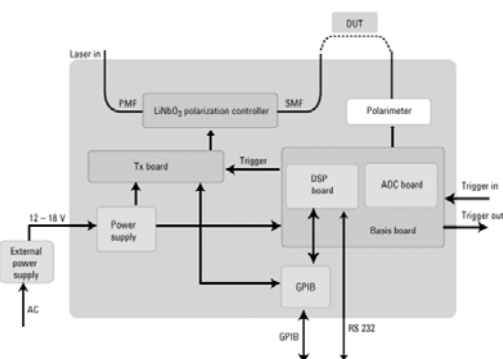 DUT
Laser in
PMF
LiNbO3 polarization controller
SMF
Polarimeter
Tx board
Trigger
DSP
board
ADC board
Trigger in
Trigger out
Basis board
12 – 18 V
Power
supply
External
power
supply
GPIB
AC
GPIB
RS 232